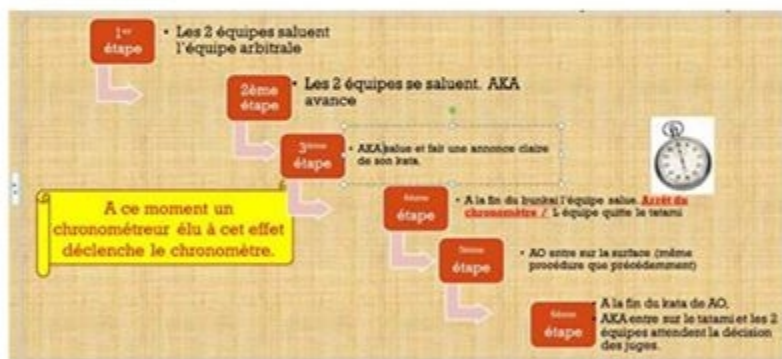 1er
étape
• Les 2 équipes saluent
l'équipe arbitrale
2ème
étape
• Les 2 équipes se saluent. AKA
avance
3ième
étape
• AKA salue et fait une annonce claire
de son kata.
A ce moment un
chronométreur élu à cet effet
déclenche le chronomètre.
étape
• A la fin du bunkai l'équipe salue. Arrêt du
chronomètre / L'équipe quitte le tatami
étape
• AO entre sur la surface (même
procédure que précédemment)
étape
• A la fin du kata de AO,
• AKA entre sur le tatami et les 2
équipes attendent la décision
des juges.